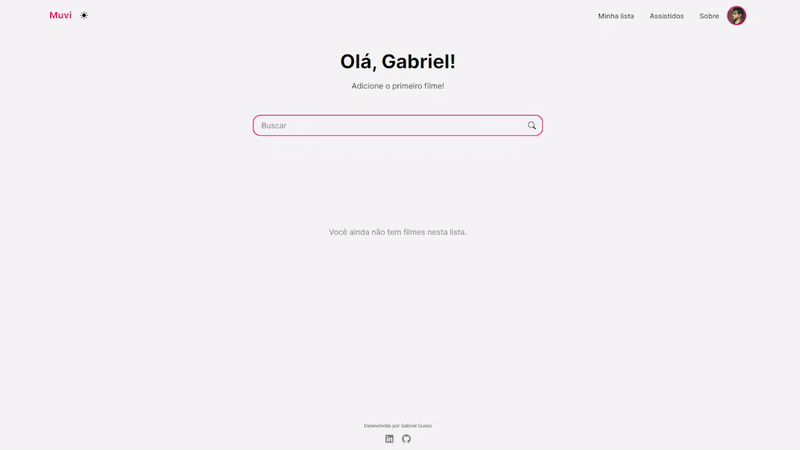 Muvi
Minha lista
Assistidos
Sobre
Olá, Gabriel!
Adicione o primeiro filme!
Buscar
Você ainda não tem filmes nesta lista.
Desenvolvido por Gabriel Gusso